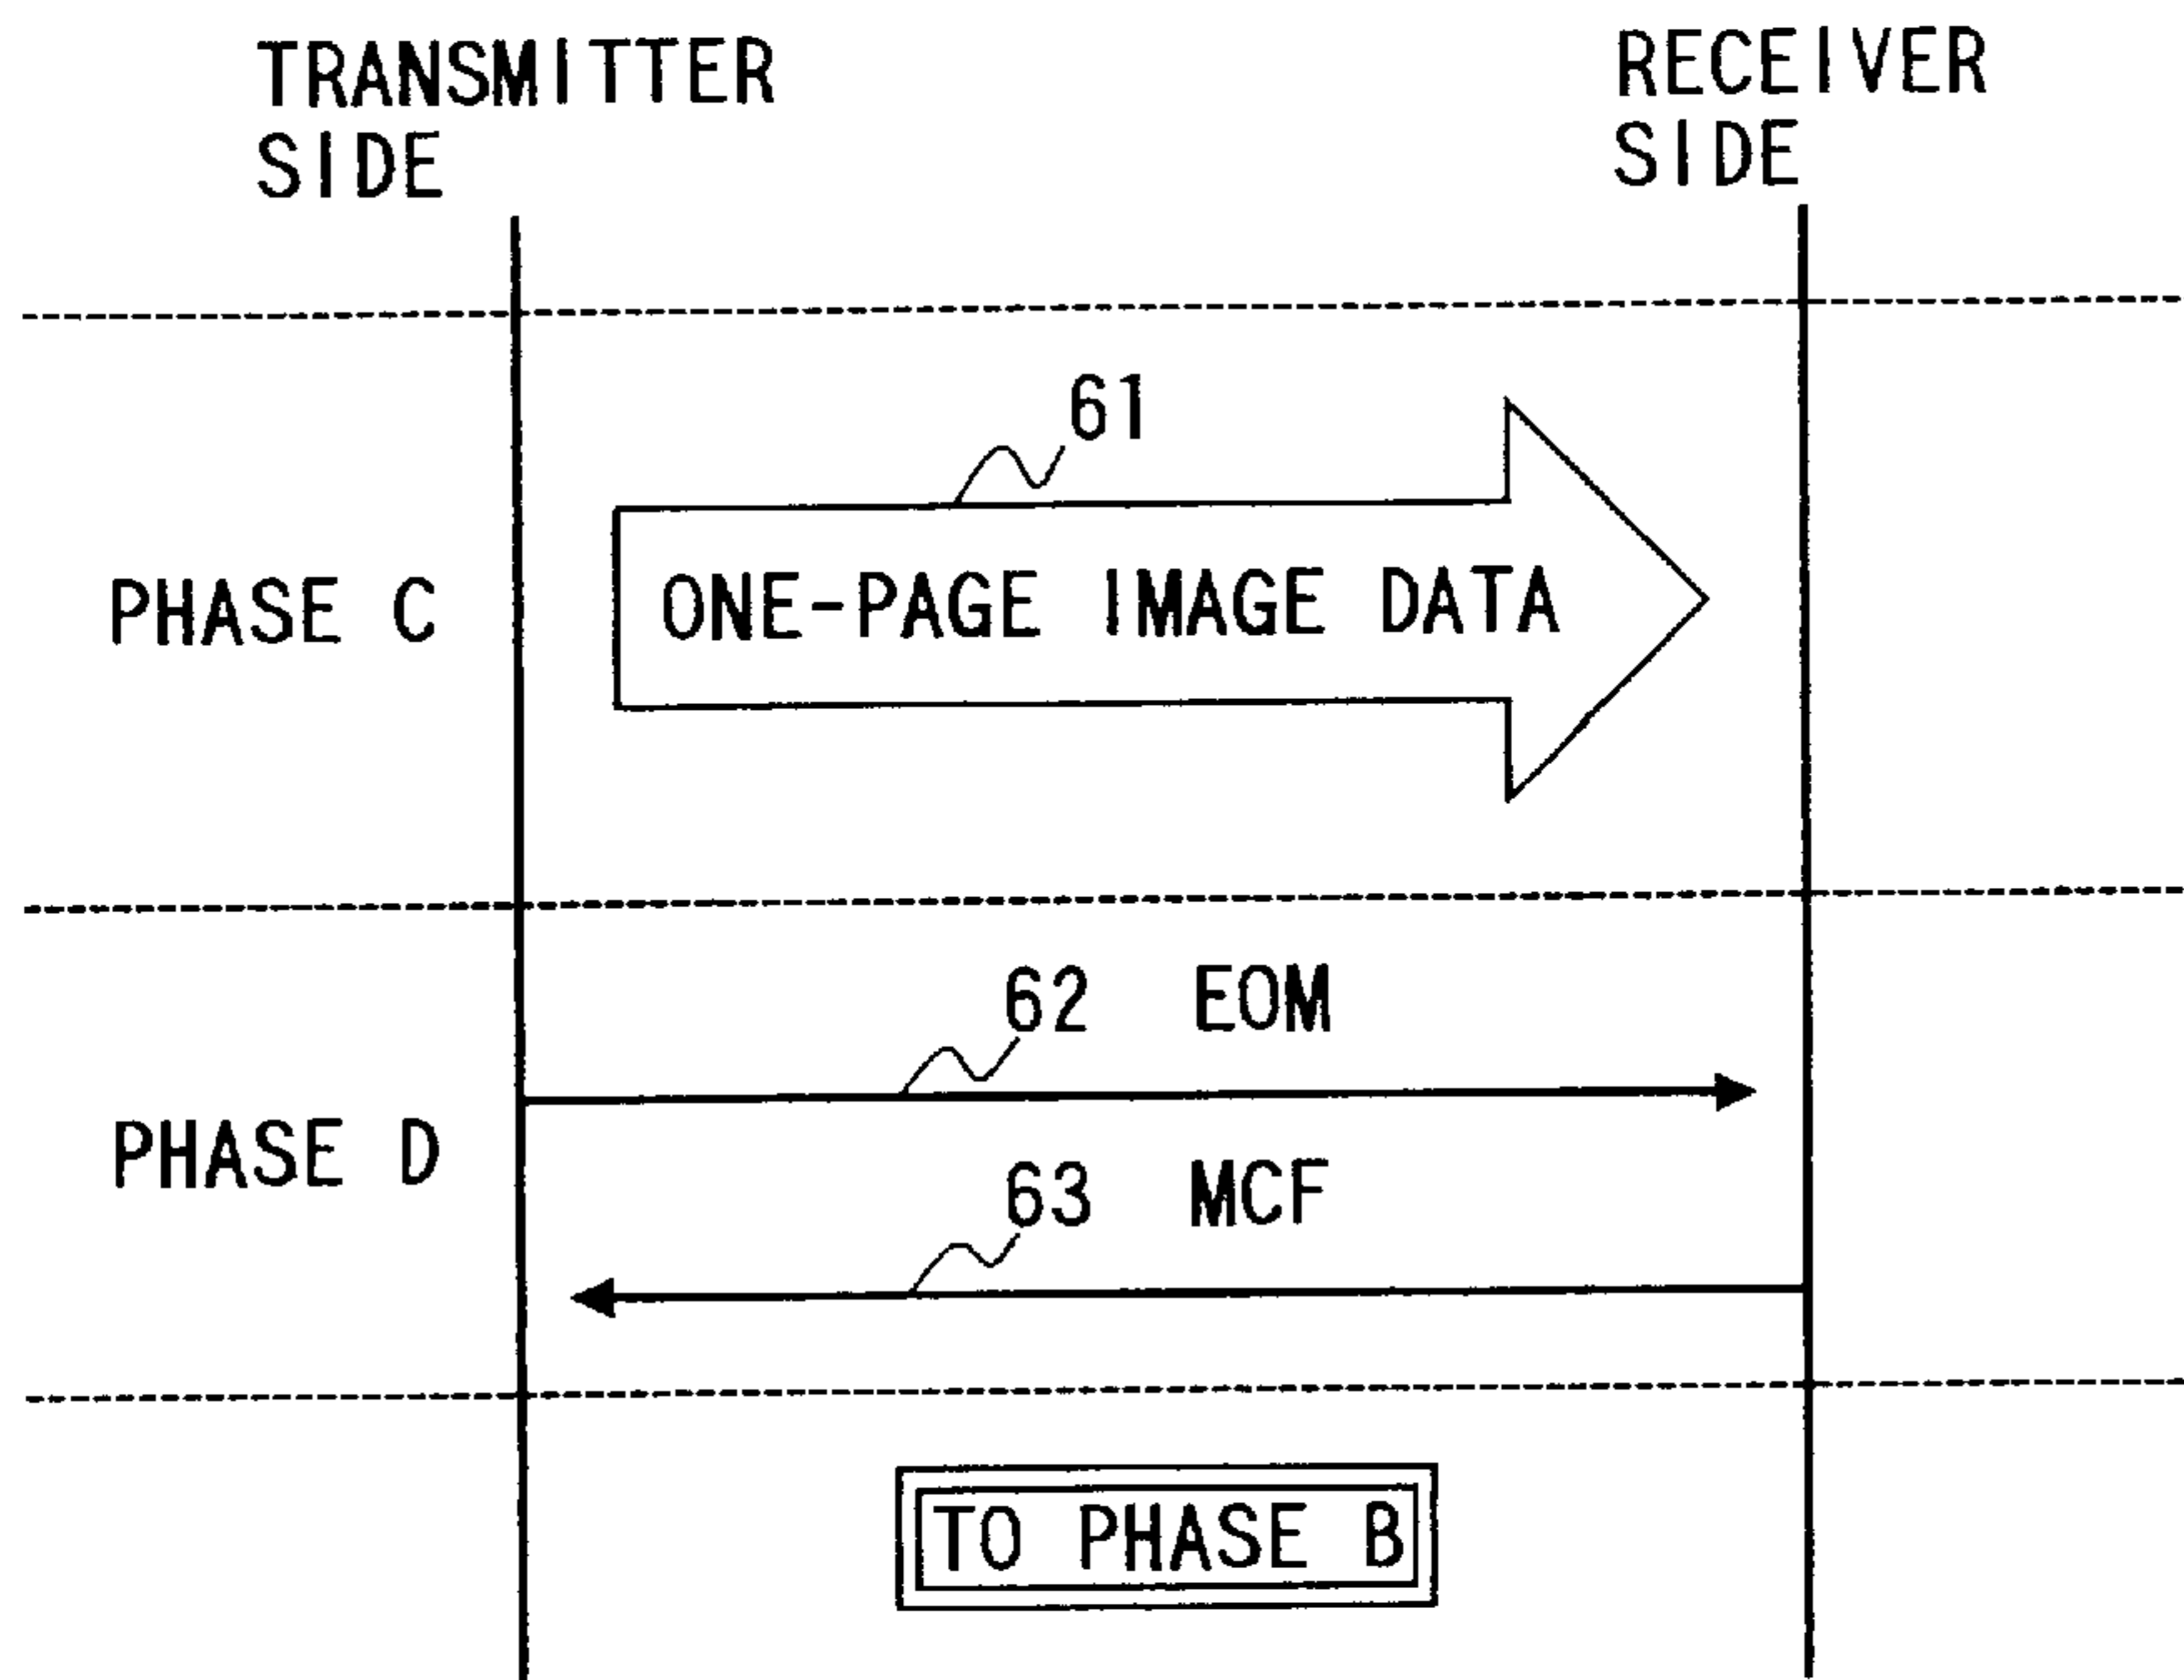 TRANSMITTER
SIDE
RECEIVER
SIDE
61
PHASE C
ONE-PAGE IMAGE DATA
62 EOM
PHASE D
63 MCF
TO PHASE B